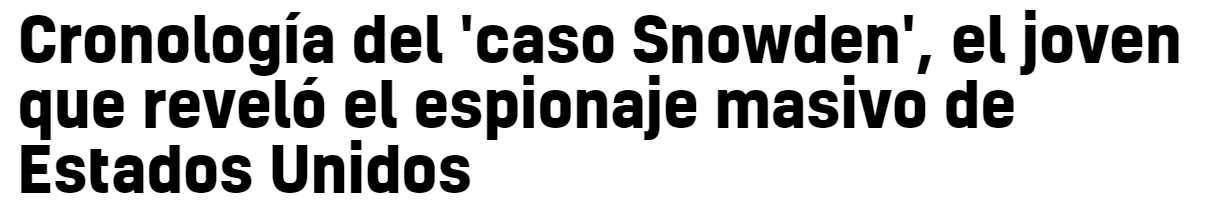 Cronología del 'caso Snowden', el joven
que reveló el espionaje masivo de
Estados Unidos